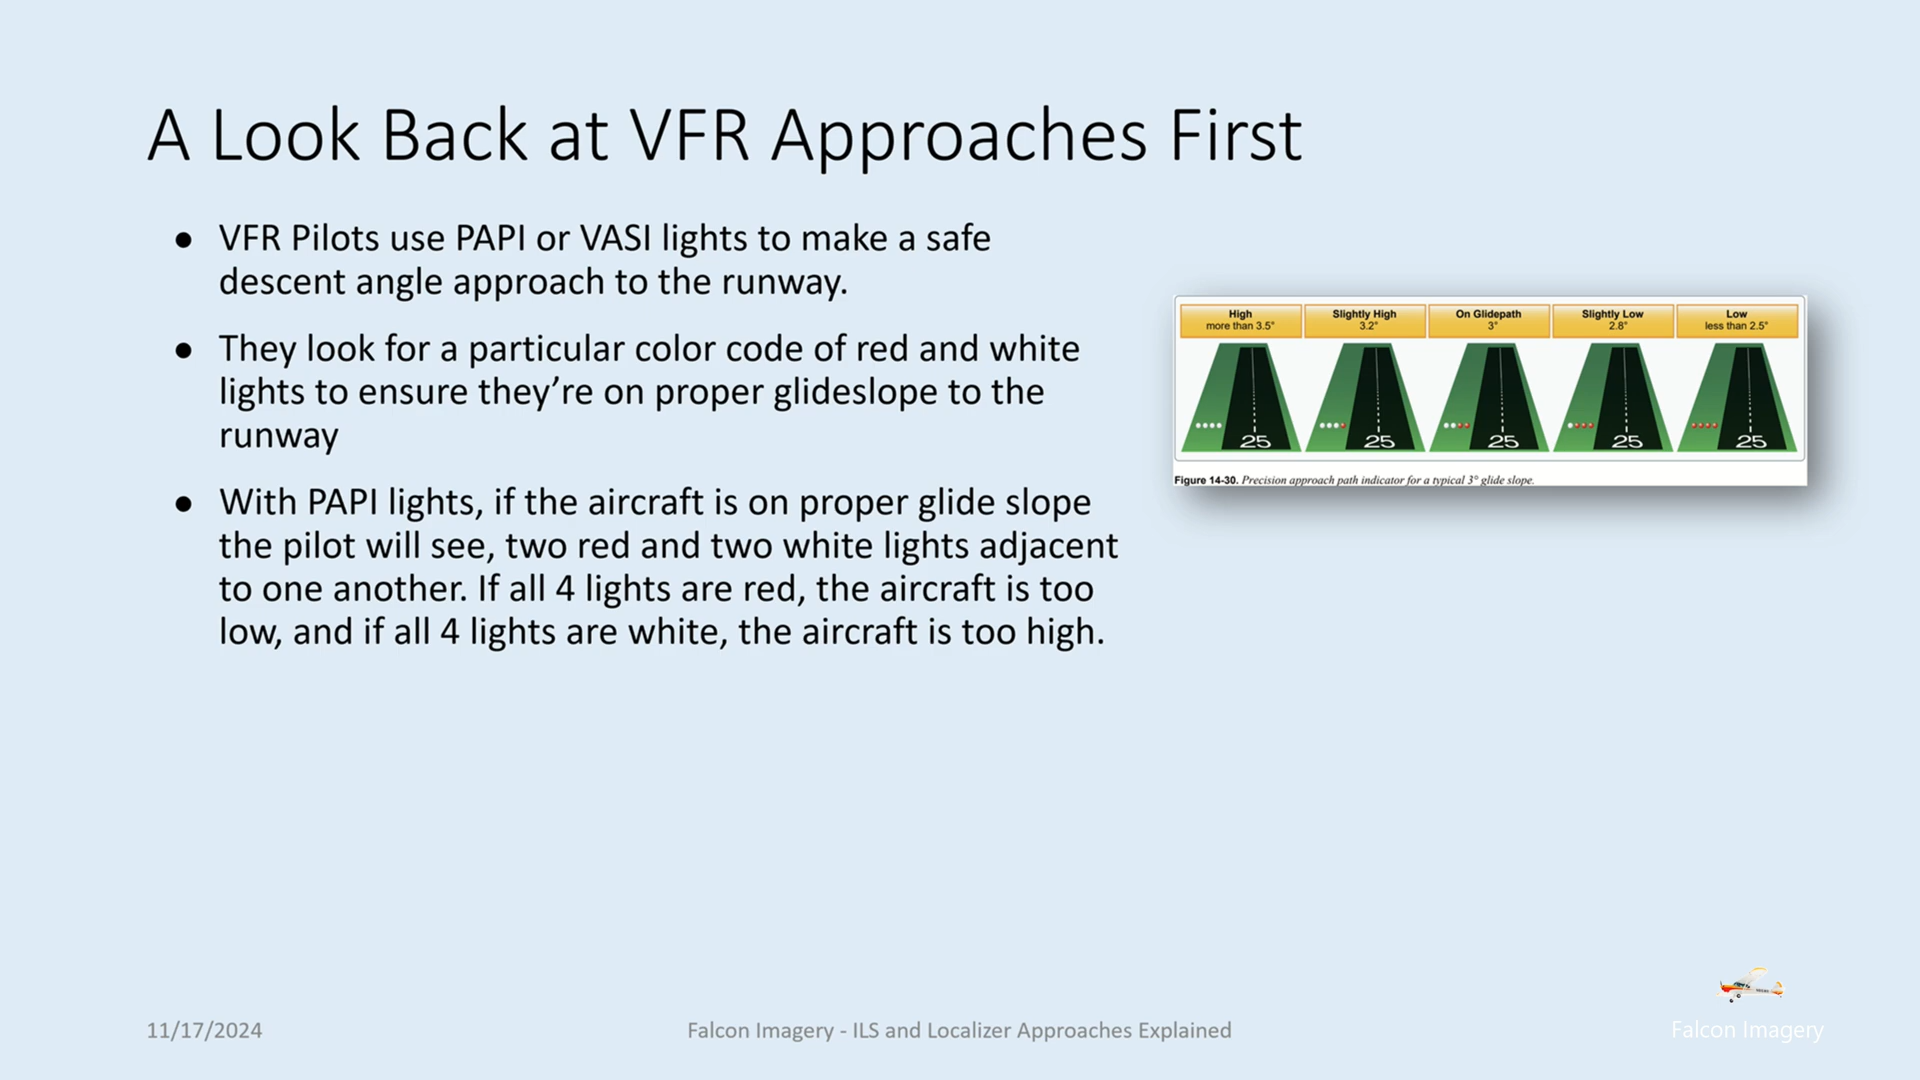 A Look Back at VFR Approaches First
● VFR Pilots use PAPI or VASI lights to make a safe
descent angle approach to the runway.
● They look for a particular color code of red and white
lights to ensure they’re on proper glideslope to the
runway
● With PAPI lights, if the aircraft is on proper glide slope
the pilot will see, two red and two white lights adjacent
to one another. If all 4 lights are red, the aircraft is too
low, and if all 4 lights are white, the aircraft is too high.
High
more than 3.5°
Slightly High
3.2°
On Glidepath
3°
Slightly Low
2.8°
Low
less than 2.5°
25
25
25
25
25
Figure 14-30. Precision approach path indicator for a typical 3° glide slope.
11/17/2024
Falcon Imagery - ILS and Localizer Approaches Explained
Falcon Imagery